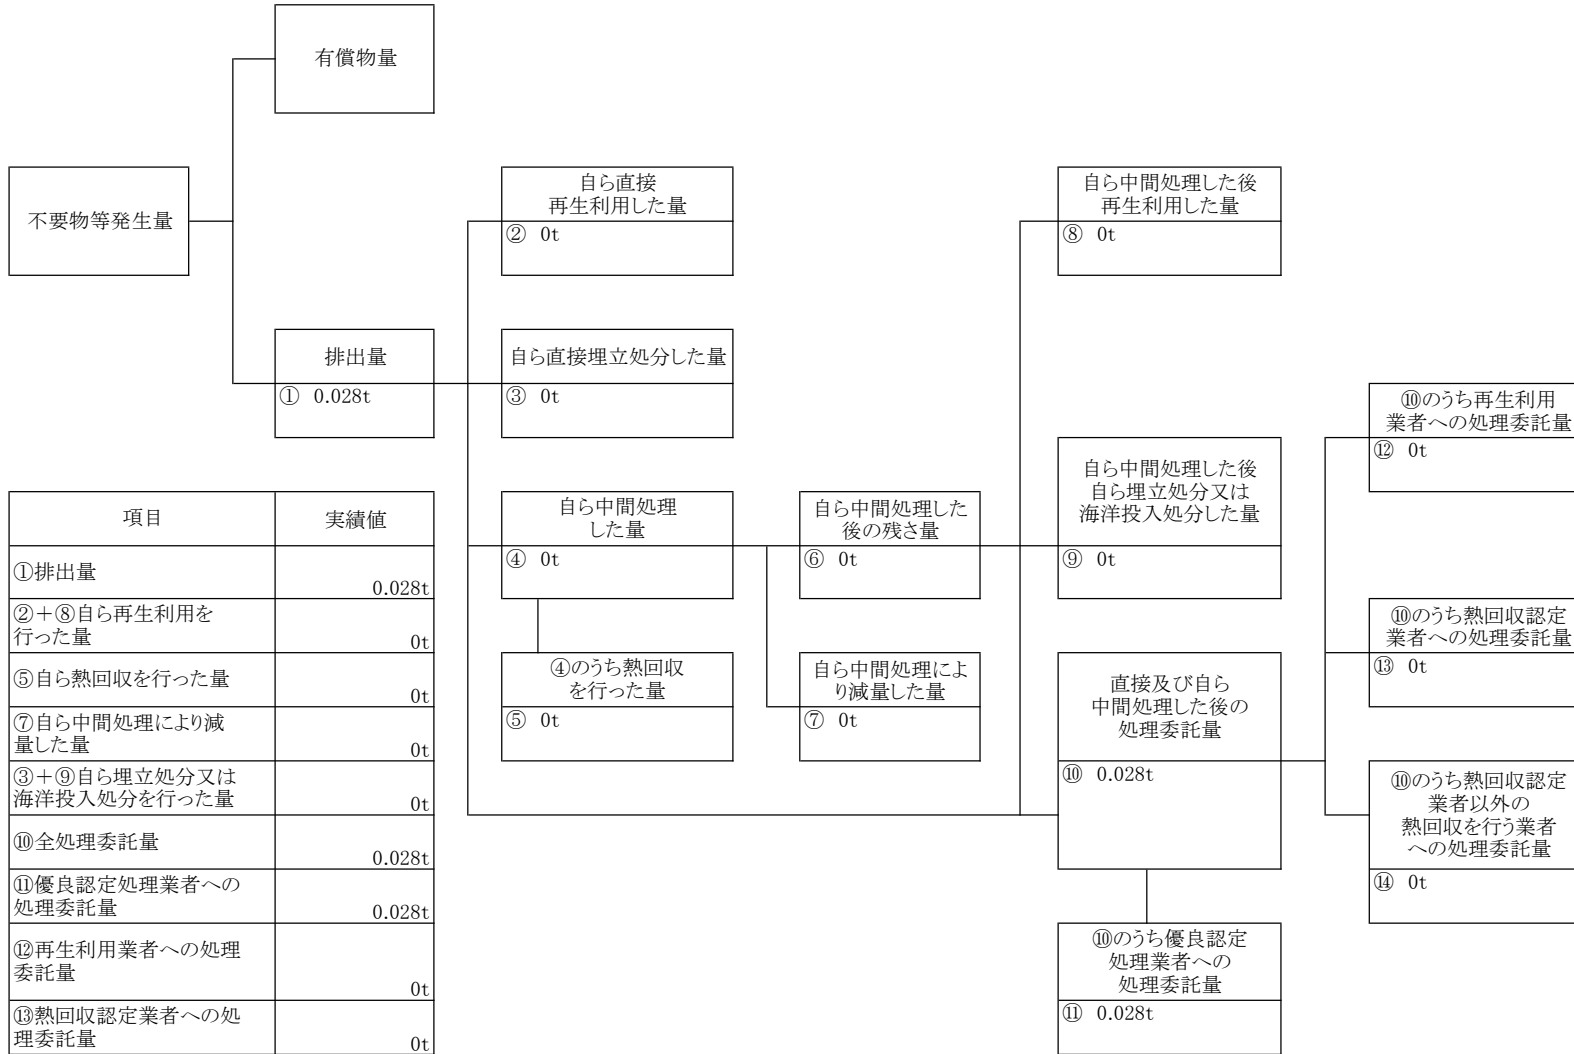 有償物量
不要物等発生量
自ら直接
再生利用した量
② 0t
自ら中間処理した後
再生利用した量
⑧ 0t
排出量
① 0.028t
自ら直接埋立処分した量
③ 0t
⑩のうち再生利用
業者への処理委託量
⑫ 0t
自ら中間処理
した量
④ 0t
自ら中間処理した
後の残さ量
⑥ 0t
自ら中間処理した後
自ら埋立処分又は
海洋投入処分した量
⑨ 0t
⑩のうち熱回収認定
業者への処理委託量
⑬ 0t
④のうち熱回収
を行った量
⑤ 0t
自ら中間処理によ
り減量した量
⑦ 0t
直接及び自ら
中間処理した後の
処理委託量
⑩ 0.028t
⑩のうち熱回収認定
業者以外の
熱回収を行う業者
への処理委託量
⑭ 0t
⑩のうち優良認定
処理業者への
処理委託量
⑪ 0.028t
項目 実績値
①排出量
0.028t
②+⑧自ら再生利用を
行った量 0t
⑤自ら熱回収を行った量
0t
⑦自ら中間処理により減
量した量 0t
③+⑨自ら埋立処分又は
海洋投入処分を行った量 0t
⑩全処理委託量
0.028t
⑪優良認定処理業者への
処理委託量 0.028t
⑫再生利用業者への処理
委託量
0t
⑬熱回収認定業者への処
理委託量 0t